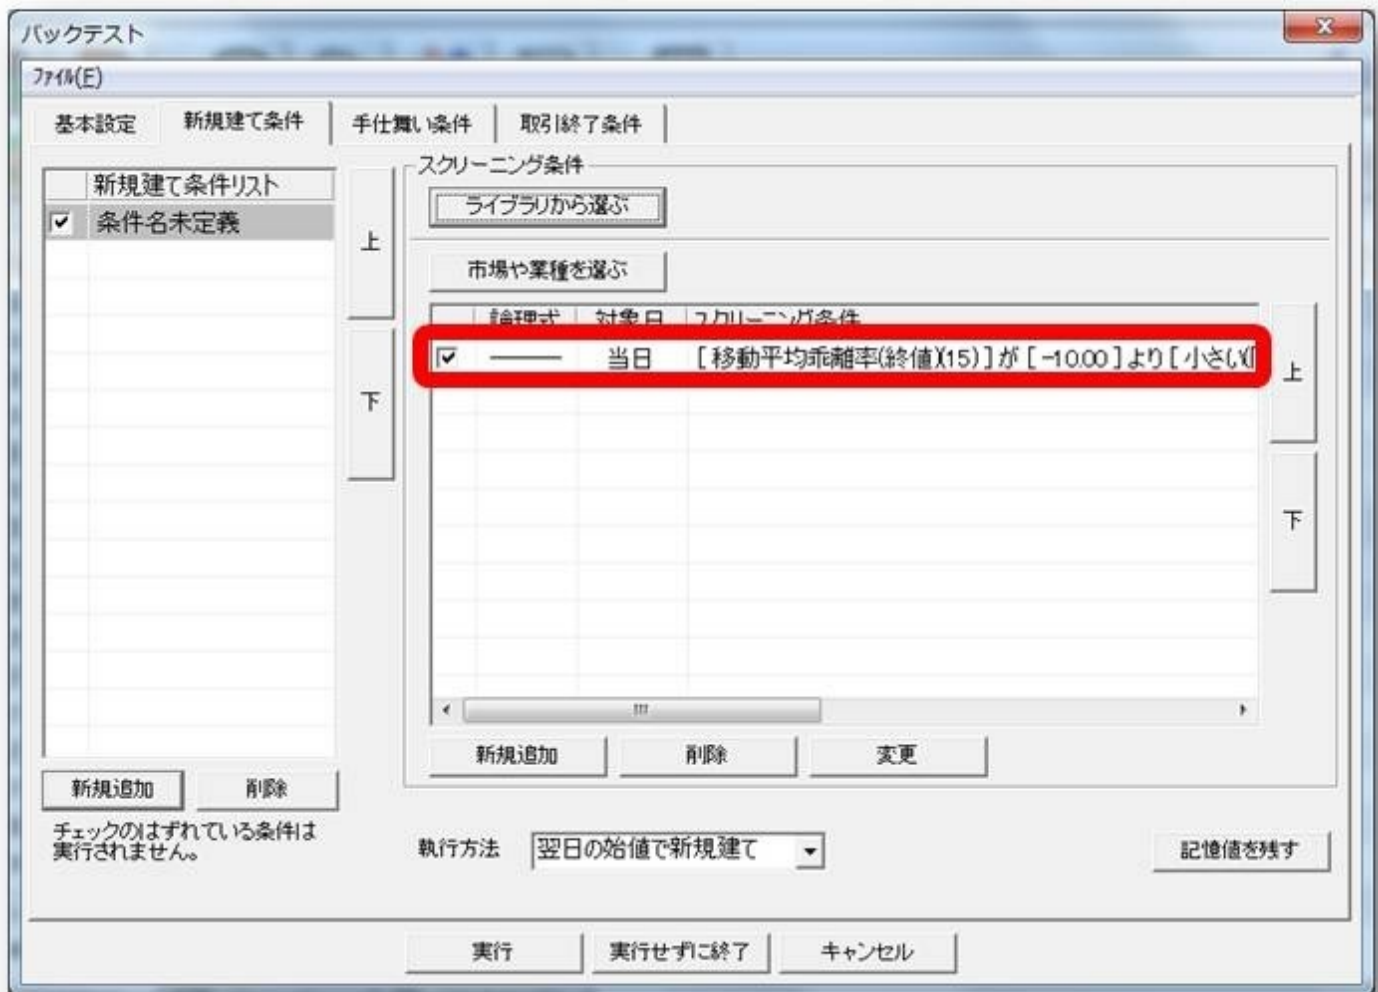 バックテスト
ファイル(F)
基本設定 新規建て条件 手仕舞い条件 取引終了条件
新規建て条件リスト
条件名未定義
上
下
新規追加 削除
チェックのはずれている条件は
実行されません。
スクリーニング条件
ライブラリから選ぶ
市場や業種を選ぶ
論理式 対象日 スクリーニング条件
当日 [移動平均乖離率(終値)(15)]が[-10.00]より[小さい(
上
下
新規追加 削除 変更
執行方法 翌日の始値で新規建て
記憶値を残す
実行 実行せずに終了 キャンセル